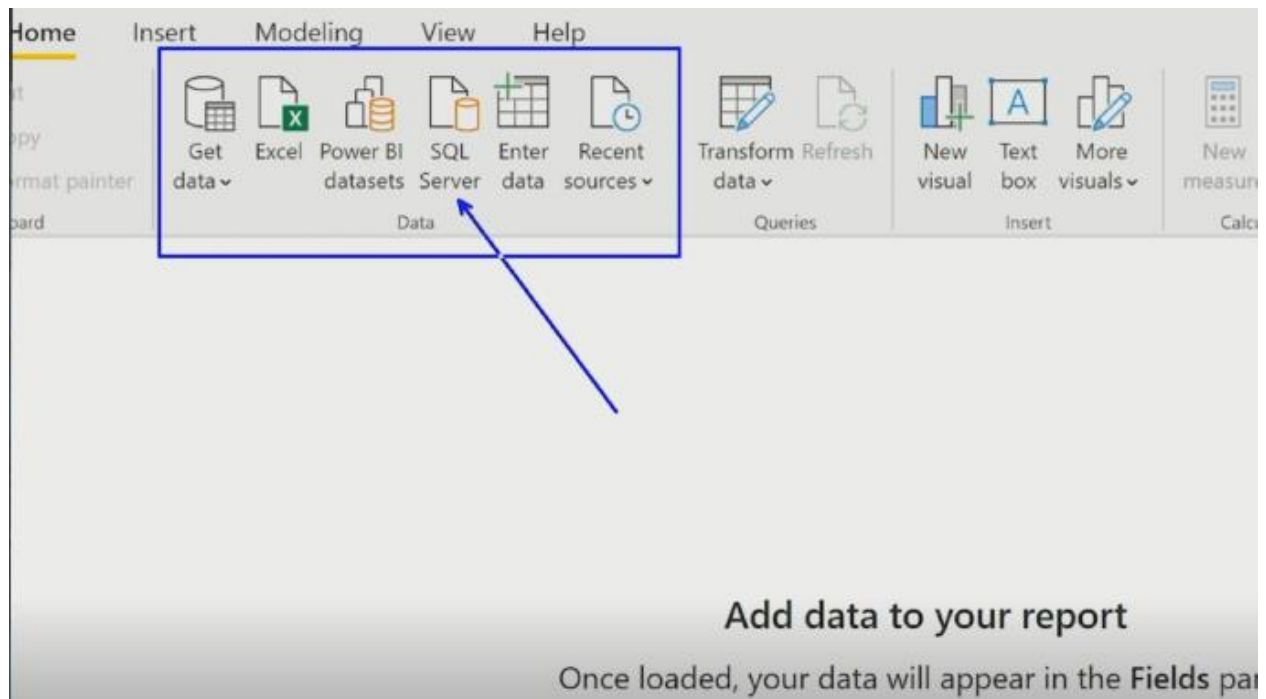 Home Insert Modeling View Help
Get data Excel Power BI datasets SQL Server Enter data Recent sources Transform data Refresh New visual Text box More visuals New
painter
Data Queries Insert
Add data to your report
Once loaded, your data will appear in the Fields